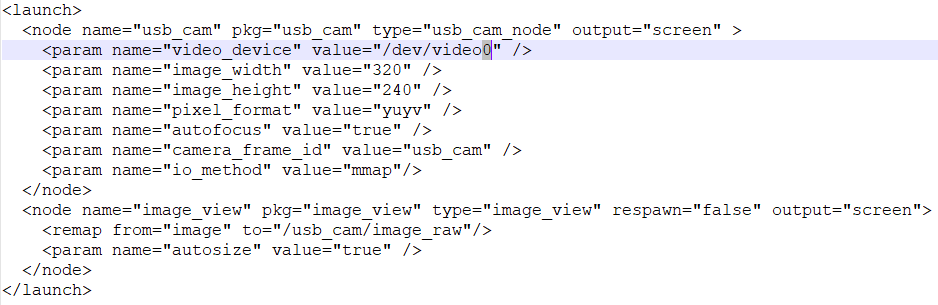 <launch>
  <node name="usb_cam" pkg="usb_cam" type="usb_cam_node" output="screen" >
    <param name="video_device" value="/dev/video0" />
    <param name="image_width" value="320" />
    <param name="image_height" value="240" />
    <param name="pixel_format" value="yuyv" />
    <param name="autofocus" value="true" />
    <param name="camera_frame_id" value="usb_cam" />
    <param name="io_method" value="mmap"/>
  </node>
  <node name="image_view" pkg="image_view" type="image_view" respawn="false" output="screen">
    <remap from="image" to="/usb_cam/image_raw"/>
    <param name="autosize" value="true" />
  </node>
</launch>